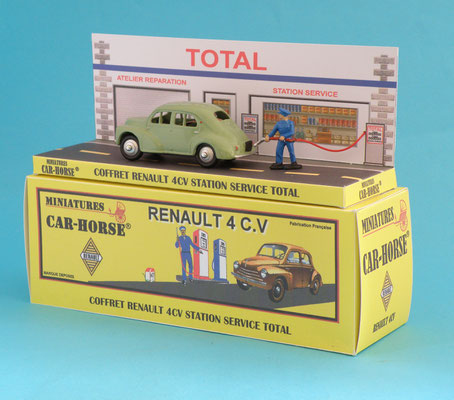 TOTAL
ATELIER REPARATION
STATION SERVICE
MINIATURES
CAR-HORSE®
COFFRET RENAULT 4CV STATION SERVICE TOTAL
MINIATURES
CAR-HORSE®
RENAULT
MARQUE DEPOSEE
RENAULT 4 C.V
Fabrication Française
COFFRET RENAULT 4CV STATION SERVICE TOTAL
MINIATURES
CAR-HORSE®
RENAULT 4CV